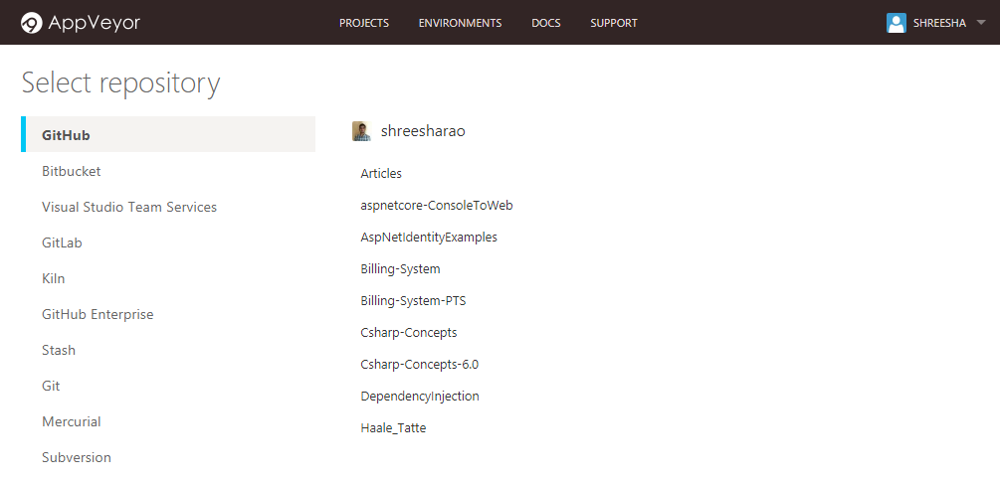 AppVeyor PROJECTS ENVIRONMENTS DOCS SUPPORT SHREESHA
Select repository
GitHub
Bitbucket
Visual Studio Team Services
GitLab
Kiln
GitHub Enterprise
Stash
Git
Mercurial
Subversion
shreesharao
Articles
aspnetcore-ConsoleToWeb
AspNetIdentityExamples
Billing-System
Billing-System-PTS
Csharp-Concepts
Csharp-Concepts-6.0
DependencyInjection
Haale_Tatte